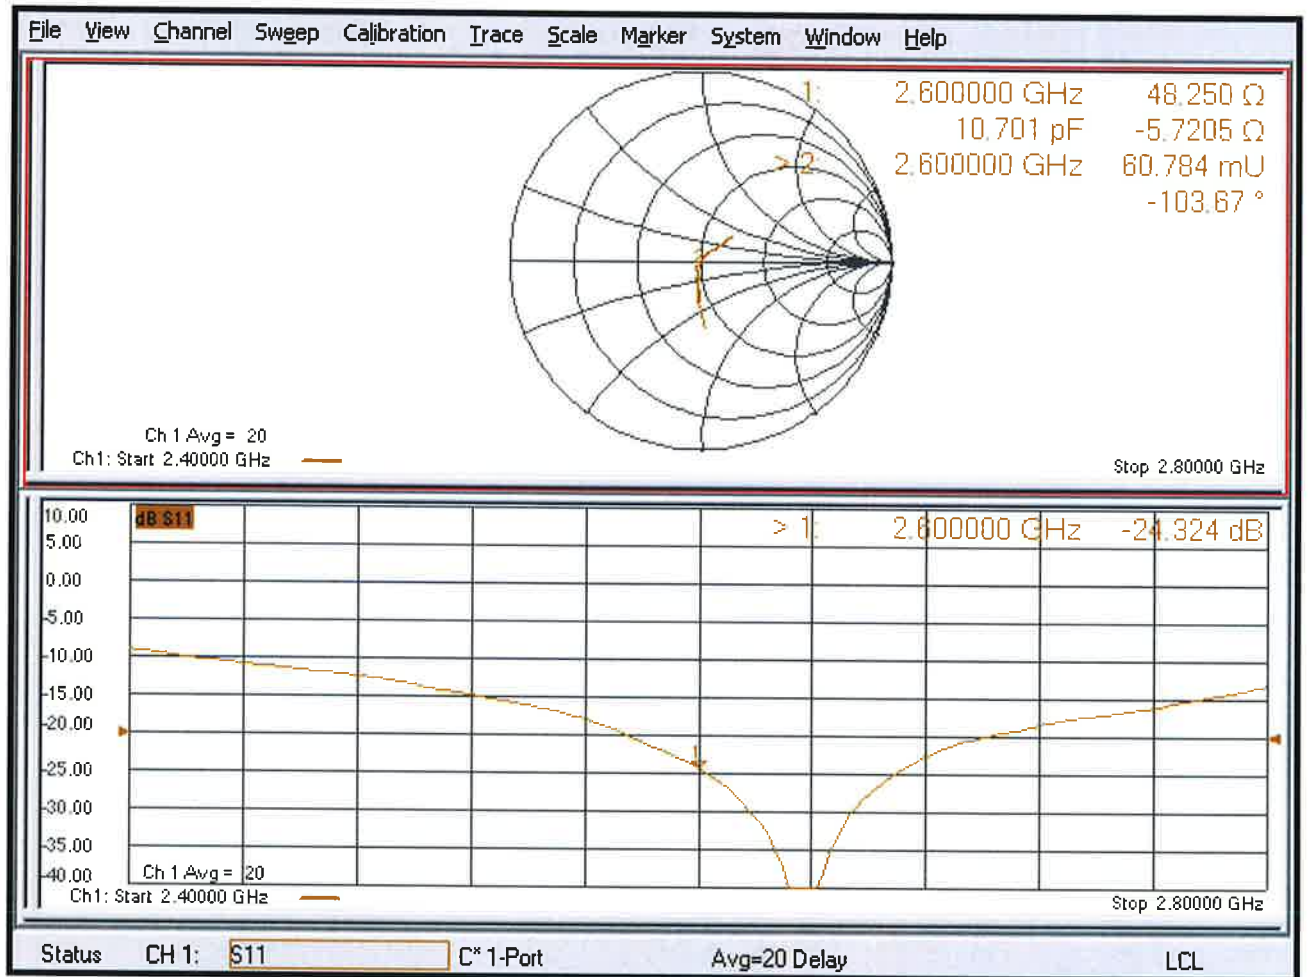 File View Channel Sweep Calibration Trace Scale Marker System Window Help
1: 2.600000 GHz 48.250 Ω
10.701 pF -5.7205 Ω
> 2 2.600000 GHz 60.784 mU
-103.67 °
Ch 1 Avg = 20
Ch1: Start 2.40000 GHz Stop 2.80000 GHz
10.00 dB S11
> 1: 2.600000 GHz -24.324 dB
5.00
0.00
-5.00
-10.00
-15.00
-20.00
1
-25.00
-30.00
-35.00
-40.00
Ch 1 Avg = 20
Ch1: Start 2.40000 GHz Stop 2.80000 GHz
Status CH 1: S11 C* 1-Port Avg=20 Delay LCL